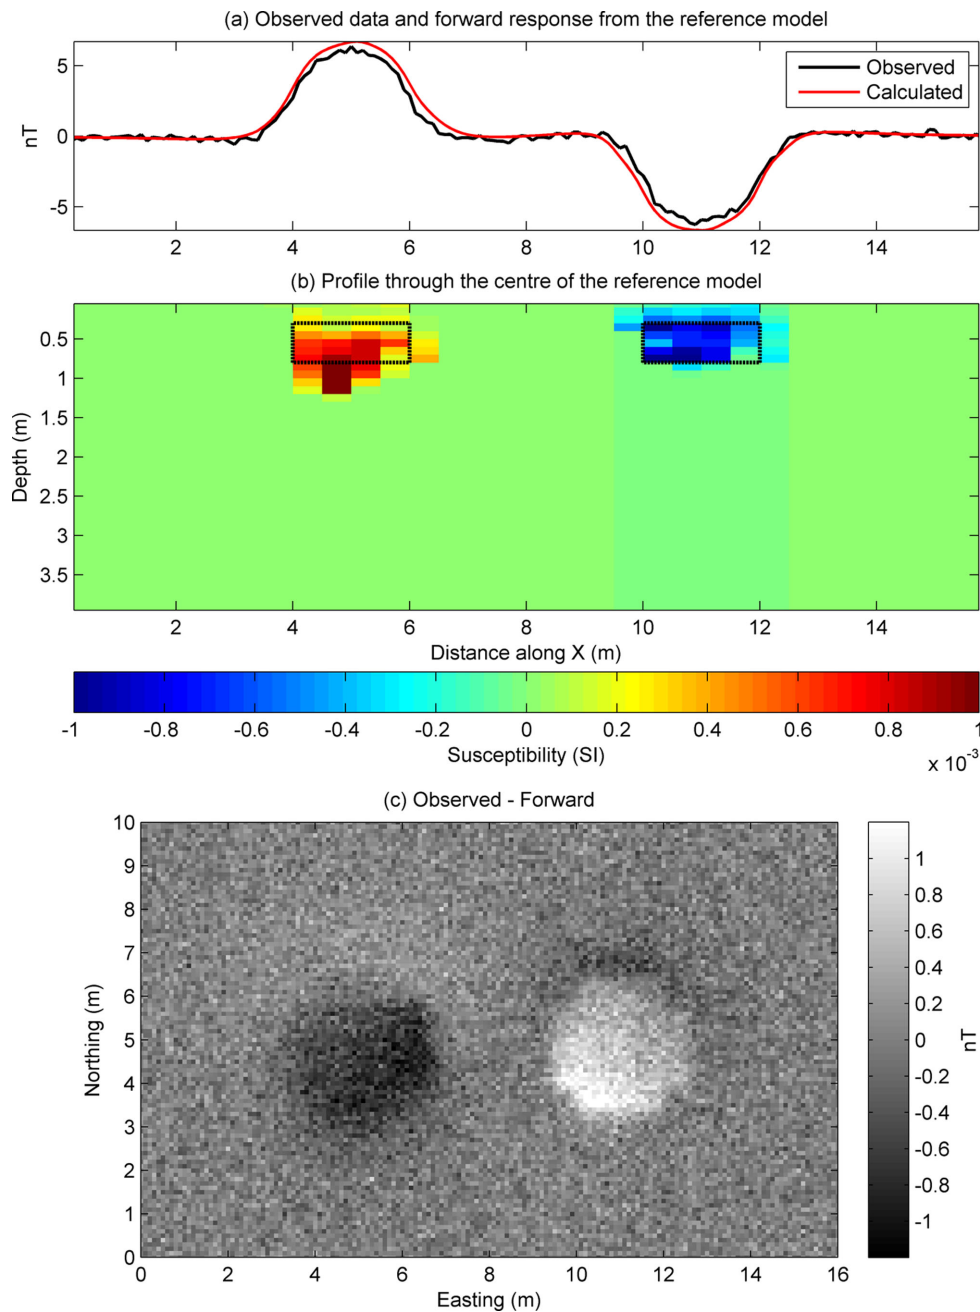 (a) Observed data and forward response from the reference model
5
0
-5
nT
Observed
Calculated
2 4 6 8 10 12 14
(b) Profile through the centre of the reference model
0.5
1
1.5
2
2.5
3
3.5
Depth (m)
2 4 6 8 10 12 14
Distance along X (m)
-1 -0.8 -0.6 -0.4 -0.2 0 0.2 0.4 0.6 0.8 1
Susceptibility (SI)
x 10⁻³
(c) Observed - Forward
10
9
8
7
6
5
4
3
2
1
0
Northing (m)
0 2 4 6 8 10 12 14 16
Easting (m)
1
0.8
0.6
0.4
0.2
0
-0.2
-0.4
-0.6
-0.8
-1
nT